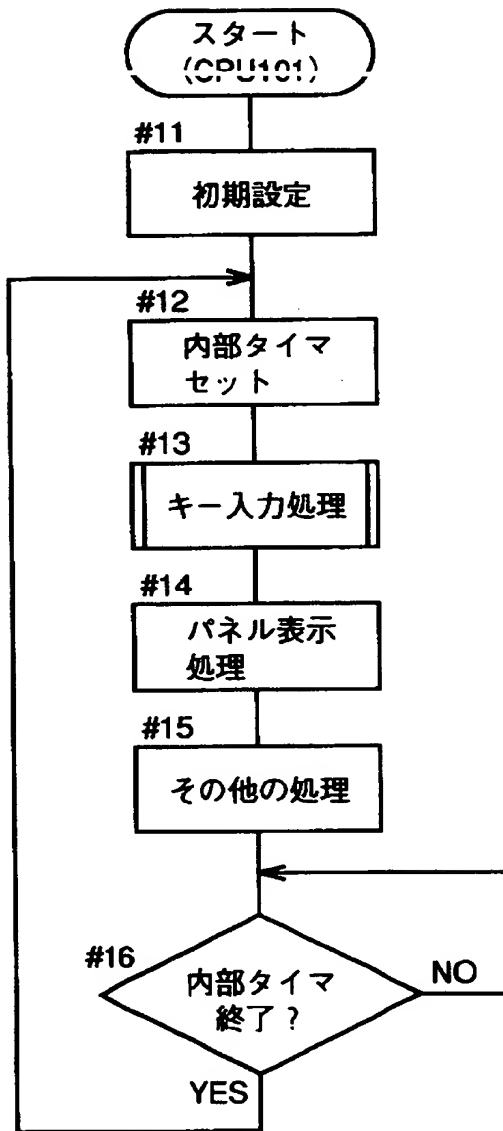 スタート
(CPU101)
#11
初期設定
#12
内部タイマ
セット
#13
キー入力処理
#14
パネル表示
処理
#15
その他の処理
#16
内部タイマ
終了?
NO
YES